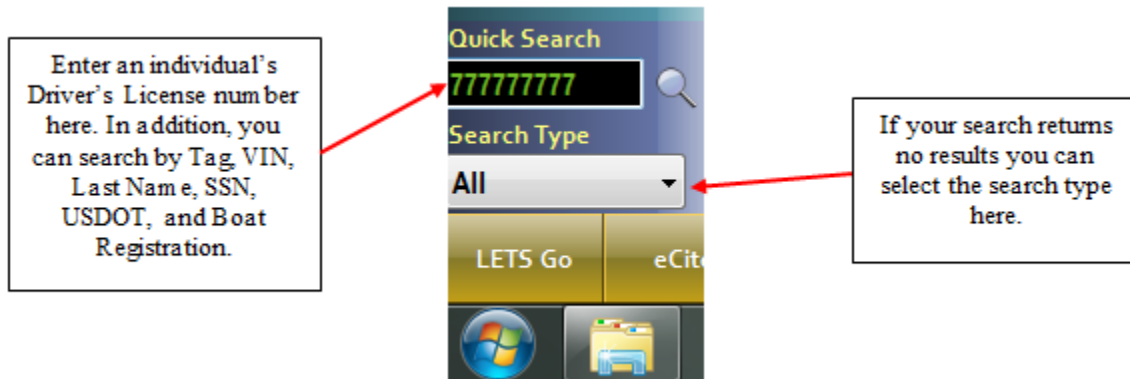 Enter an individual's
Driver's License number
here. In addition, you
can search by Tag, VIN,
Last Name, SSN,
USDOT, and Boat
Registration.
Quick Search
777777777
Search Type
All
LETS Go
eCite
If your search returns
no results you can
select the search type
here.